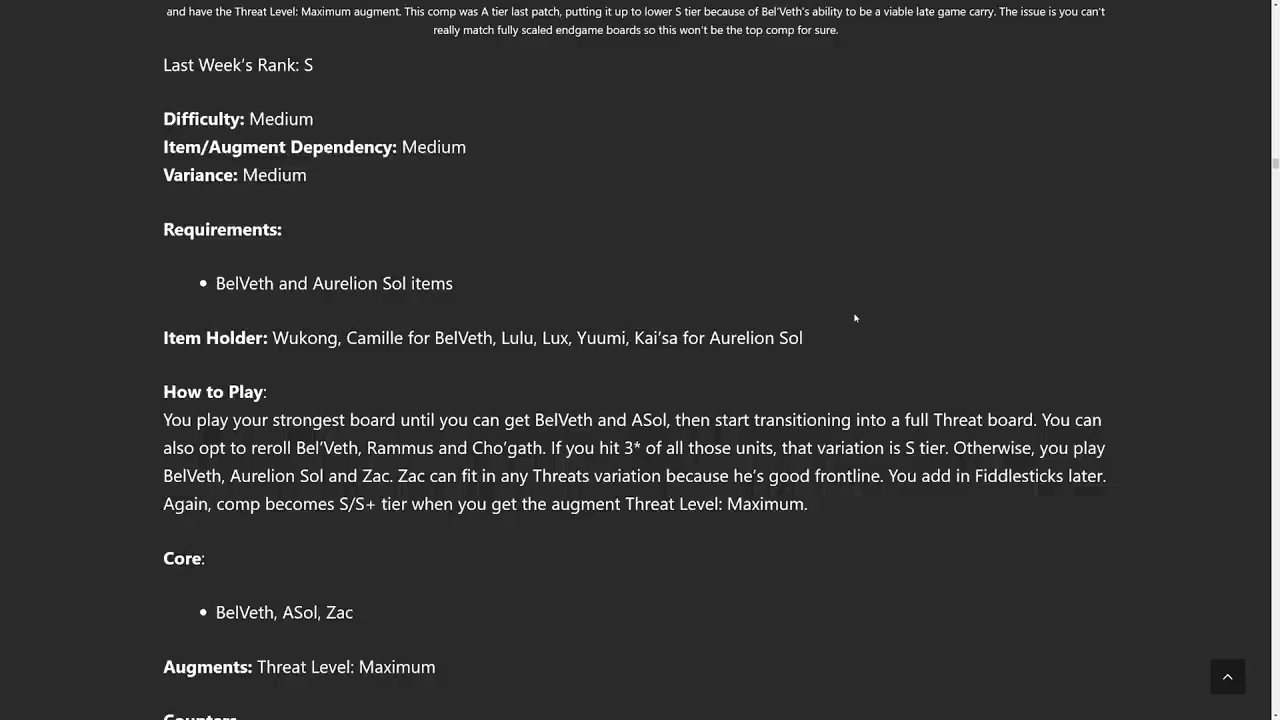 and have the Threat Level: Maximum augment. This comp was A tier last patch, putting it up to lower S tier because of Bel'Veth's ability to be a viable late game carry. The issue is you can't
really match fully scaled endgame boards so this won't be the top comp for sure.
Last Week's Rank: S
Difficulty: Medium
Item/Augment Dependency: Medium
Variance: Medium
Requirements:
• BelVeth and Aurelion Sol items
Item Holder: Wukong, Camille for BelVeth, Lulu, Lux, Yuumi, Kai'sa for Aurelion Sol
How to Play:
You play your strongest board until you can get BelVeth and ASol, then start transitioning into a full Threat board. You can
also opt to reroll Bel'Veth, Rammus and Cho'gath. If you hit 3* of all those units, that variation is S tier. Otherwise, you play
BelVeth, Aurelion Sol and Zac. Zac can fit in any Threats variation because he's good frontline. You add in Fiddlesticks later.
Again, comp becomes S/S+ tier when you get the augment Threat Level: Maximum.
Core:
• BelVeth, ASol, Zac
Augments: Threat Level: Maximum
Counters